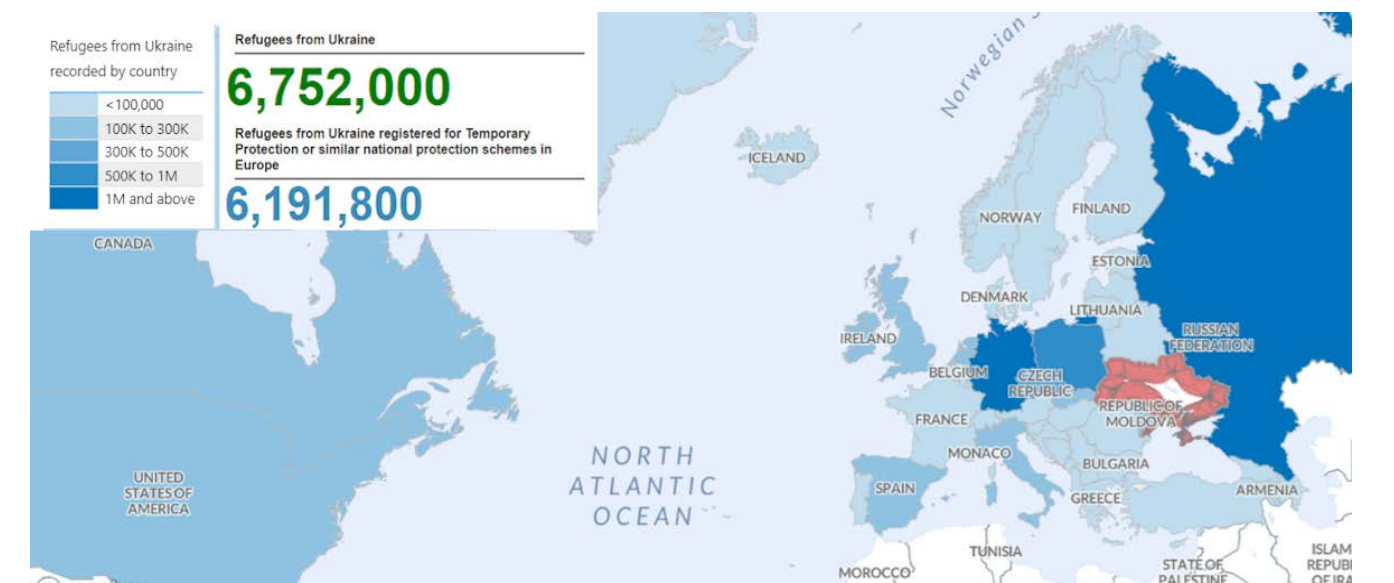 Refugees from Ukraine
recorded by country
<100,000
100K to 300K
300K to 500K
500K to 1M
1M and above
Refugees from Ukraine
6,752,000
Refugees from Ukraine registered for Temporary
Protection or similar national protection schemes in
Europe
6,191,800
Norwegian
ICELAND
NORWAY
FINLAND
CANADA
ESTONIA
DENMARK
LITHUANIA
RUSSIAN
FEDERATION
IRELAND
BELGIUM
CZECH
REPUBLIC
REPUBLIC OF
MOLDOVA
FRANCE
MONACO
BULGARIA
NORTH
ATLANTIC
OCEAN
UNITED
STATES OF
AMERICA
SPAIN
GREECE
ARMENIA
TUNISIA
MOROCCO
STATE OF
PALESTINE
ISLAM
REPUBI
OF IRA